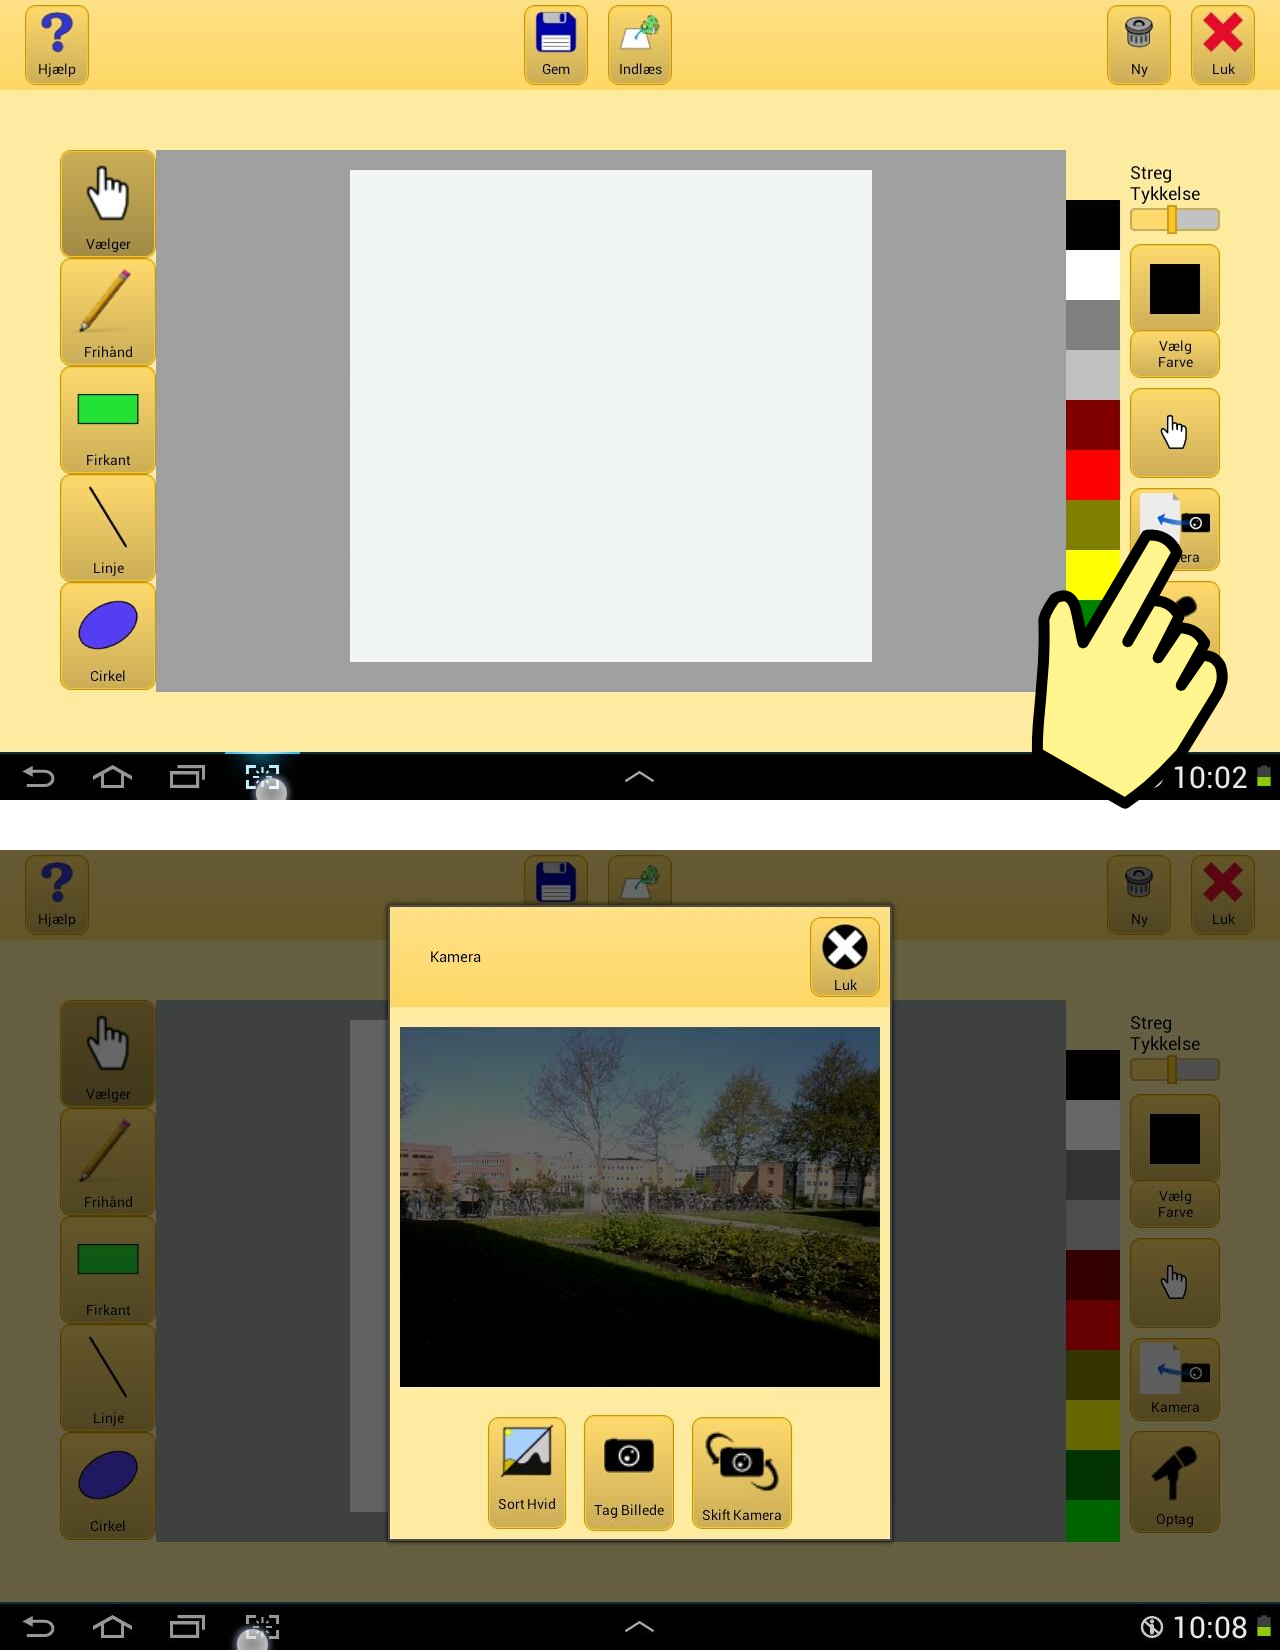 Hjælp
Gem
Indlæs
Ny
Luk
Vælger
Frihånd
Firkant
Linje
Cirkel
Streg
Tykkelse
Vælg
Farve
10:02
Hjælp
Ny
Luk
Kamera
Luk
Vælger
Frihånd
Firkant
Linje
Cirkel
Streg
Tykkelse
Vælg
Farve
Kamera
Optag
Sort Hvid
Tag Billede
Skift Kamera
10:08